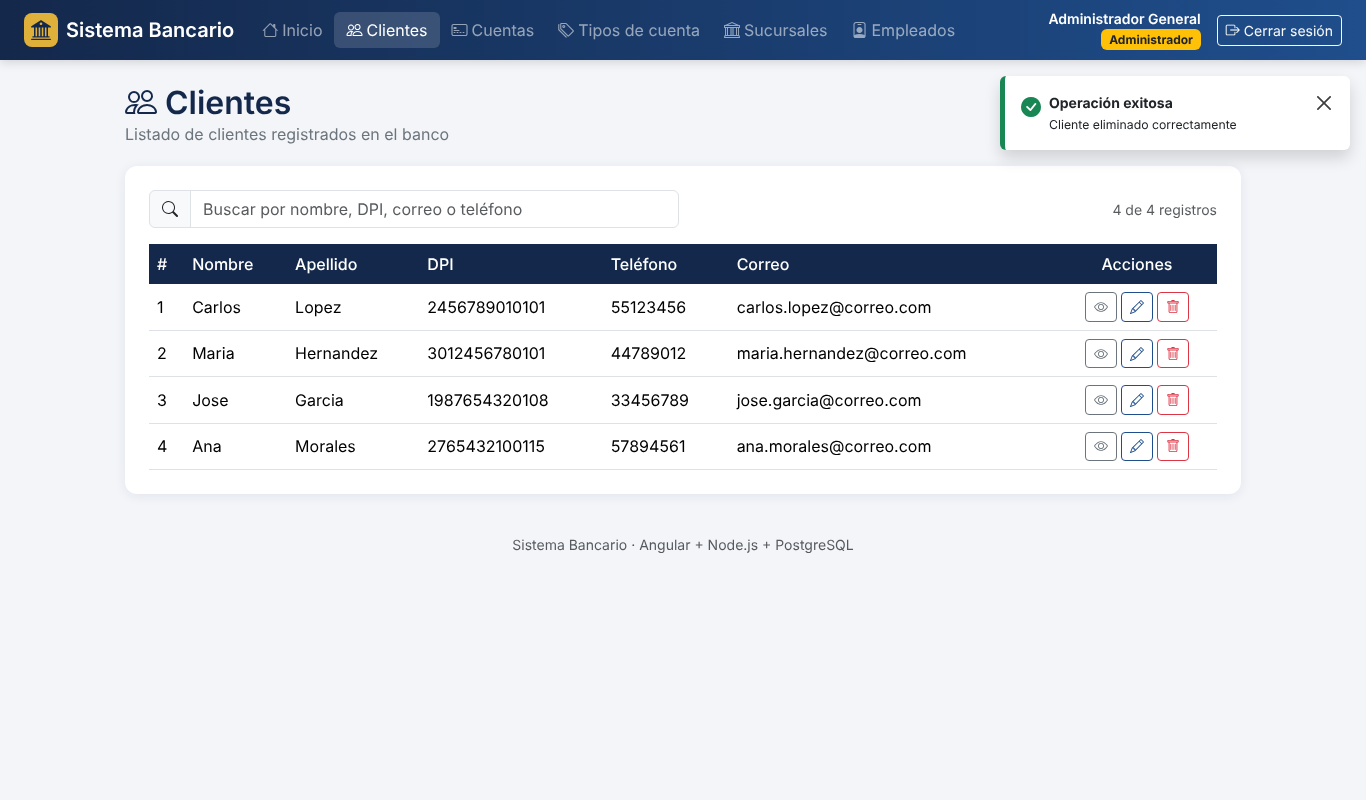 Sistema Bancario Inicio Clientes Cuentas Tipos de cuenta Sucursales Empleados
Administrador General
Administrador
Cerrar sesión
Operación exitosa
Cliente eliminado correctamente
Clientes
Listado de clientes registrados en el banco
Buscar por nombre, DPI, correo o teléfono
4 de 4 registros
# Nombre Apellido DPI Teléfono Correo Acciones
1 Carlos Lopez 2456789010101 55123456 carlos.lopez@correo.com
2 Maria Hernandez 3012456780101 44789012 maria.hernandez@correo.com
3 Jose Garcia 1987654320108 33456789 jose.garcia@correo.com
4 Ana Morales 2765432100115 57894561 ana.morales@correo.com
Sistema Bancario · Angular + Node.js + PostgreSQL